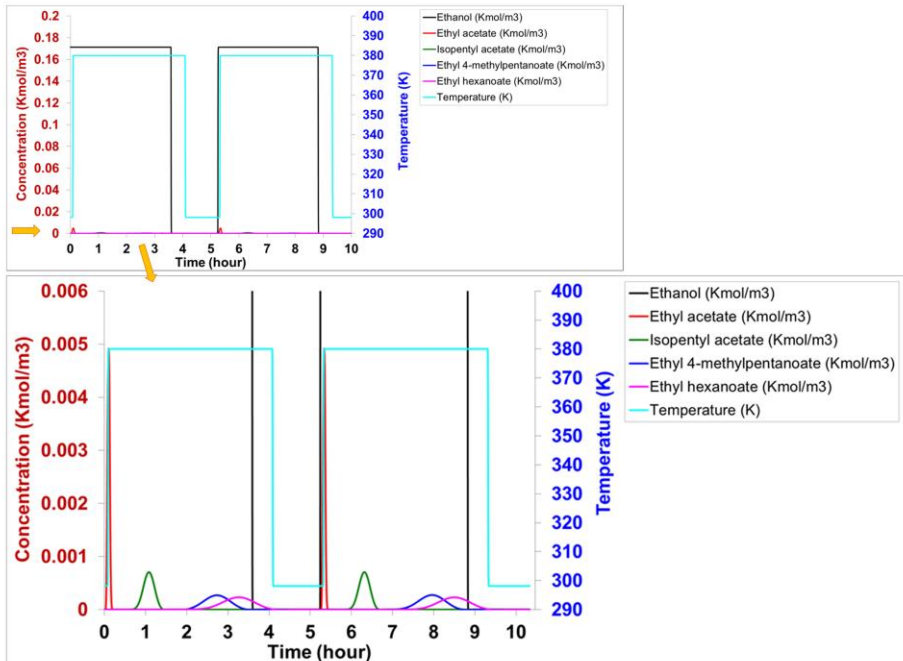 0.2
0.18
0.16
0.14
0.12
0.1
0.08
0.06
0.04
0.02
0
Concentration (Kmol/m3)
400
390
380
370
360
350
340
330
320
310
300
290
Temperature (K)
0 1 2 3 4 5 6 7 8 9 10
Time (hour)
Ethanol (Kmol/m3)
Ethyl acetate (Kmol/m3)
Isopentyl acetate (Kmol/m3)
Ethyl 4-methylpentanoate (Kmol/m3)
Ethyl hexanoate (Kmol/m3)
Temperature (K)
0.006
0.005
0.004
0.003
0.002
0.001
0
Concentration (Kmol/m3)
400
390
380
370
360
350
340
330
320
310
300
290
Temperature (K)
0 1 2 3 4 5 6 7 8 9 10
Time (hour)
Ethanol (Kmol/m3)
Ethyl acetate (Kmol/m3)
Isopentyl acetate (Kmol/m3)
Ethyl 4-methylpentanoate (Kmol/m3)
Ethyl hexanoate (Kmol/m3)
Temperature (K)